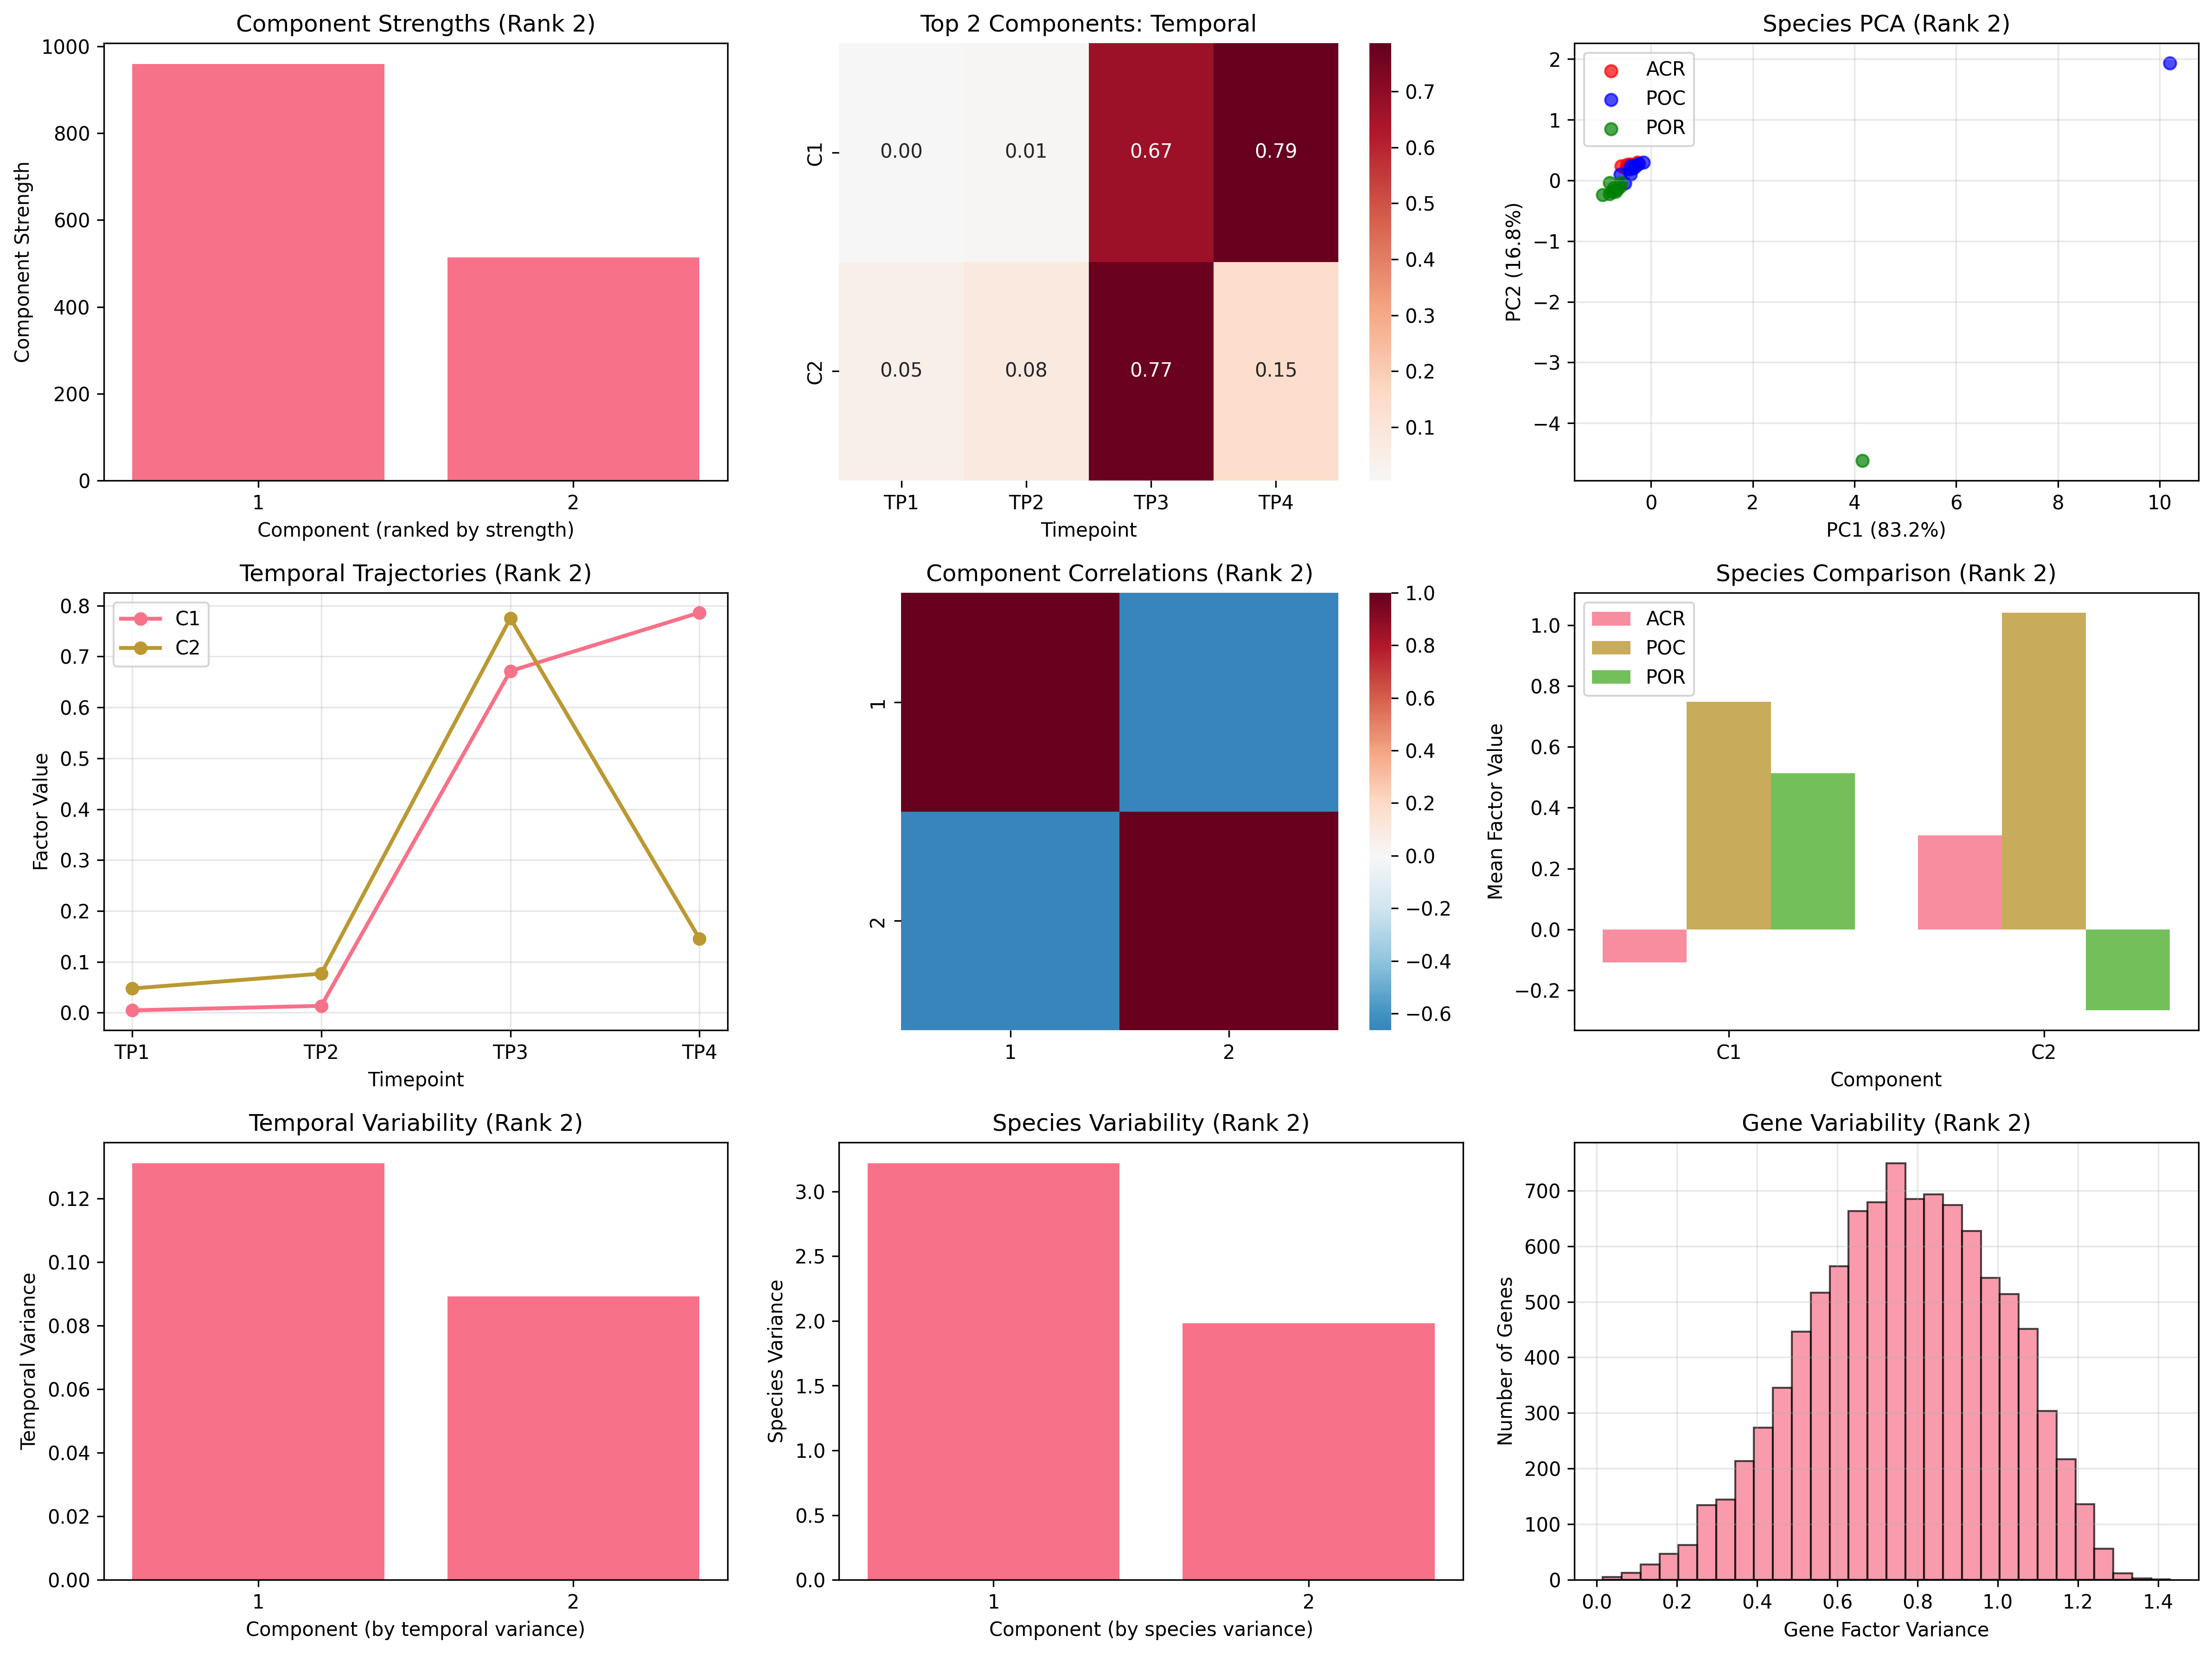 Component Strengths (Rank 2)
1000
800
600
400
200
0
Component Strength
1
2
Component (ranked by strength)
Top 2 Components: Temporal
C1
C2
0.00
0.01
0.67
0.79
0.05
0.08
0.77
0.15
TP1
TP2
TP3
TP4
Timepoint
0.7
0.6
0.5
0.4
0.3
0.2
0.1
Species PCA (Rank 2)
ACR
POC
POR
2
1
0
−1
−2
−3
−4
PC2 (16.8%)
0
2
4
6
8
10
PC1 (83.2%)
Temporal Trajectories (Rank 2)
C1
C2
0.8
0.7
0.6
0.5
0.4
0.3
0.2
0.1
0.0
Factor Value
TP1
TP2
TP3
TP4
Timepoint
Component Correlations (Rank 2)
1
2
1
2
1.0
0.8
0.6
0.4
0.2
0.0
−0.2
−0.4
−0.6
Species Comparison (Rank 2)
ACR
POC
POR
1.0
0.8
0.6
0.4
0.2
0.0
−0.2
Mean Factor Value
C1
C2
Component
Temporal Variability (Rank 2)
0.12
0.10
0.08
0.06
0.04
0.02
0.00
Temporal Variance
1
2
Component (by temporal variance)
Species Variability (Rank 2)
3.0
2.5
2.0
1.5
1.0
0.5
0.0
Species Variance
1
2
Component (by species variance)
Gene Variability (Rank 2)
700
600
500
400
300
200
100
0
Number of Genes
0.0
0.2
0.4
0.6
0.8
1.0
1.2
1.4
Gene Factor Variance